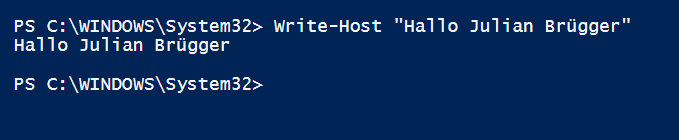 PS C:\WINDOWS\System32> Write-Host "Hallo Julian Brügger"
Hallo Julian Brügger
PS C:\WINDOWS\System32>